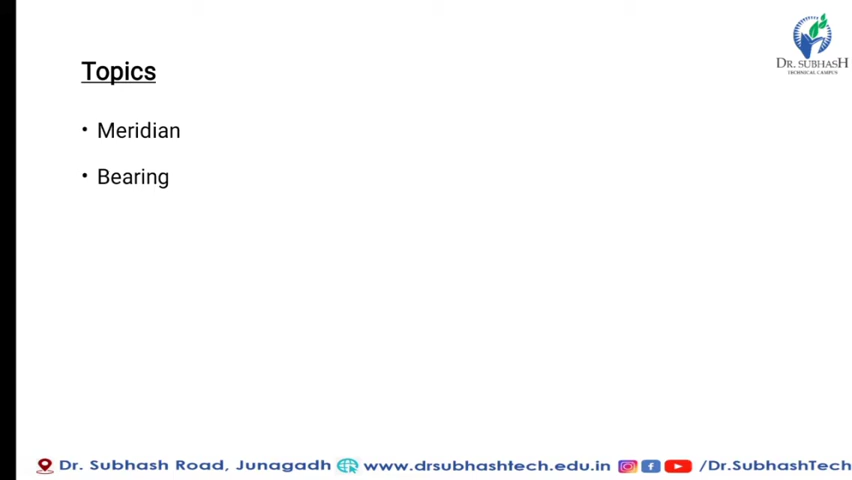 DR. SUBHASH
TECHNICAL CAMPUS
Topics
• Meridian
• Bearing
Dr. Subhash Road, Junagadh www.drsubhashtech.edu.in /Dr.SubhashTech